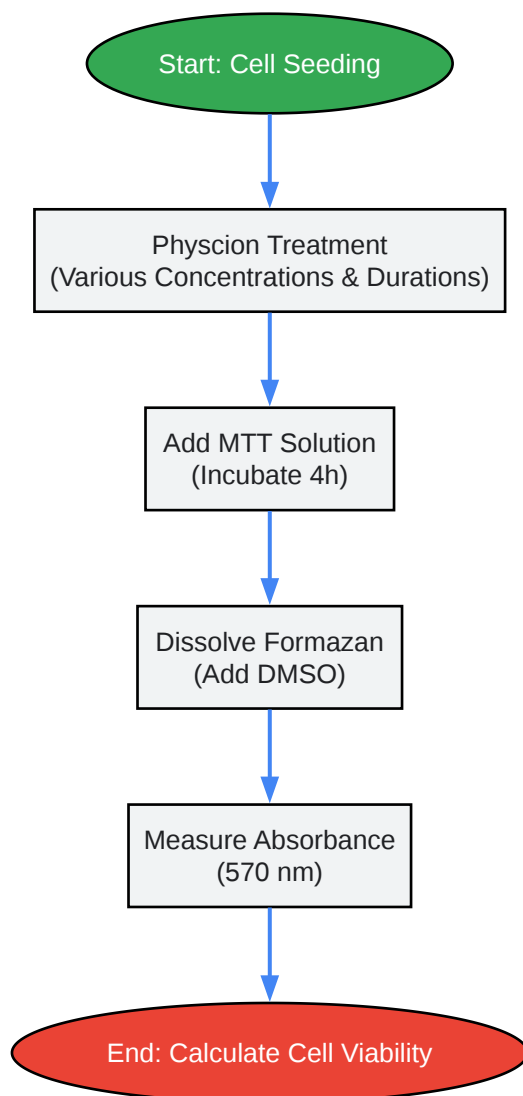 Start: Cell Seeding
Physcion Treatment
(Various Concentrations & Durations)
Add MTT Solution
(Incubate 4h)
Dissolve Formazan
(Add DMSO)
Measure Absorbance
(570 nm)
End: Calculate Cell Viability